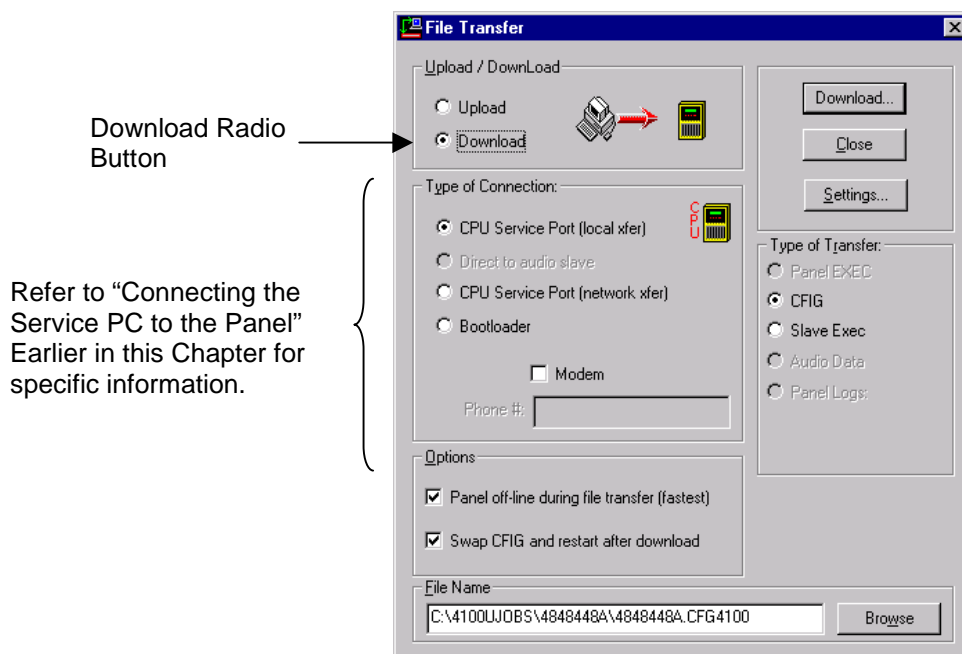 File Transfer
Upload / DownLoad
Upload
Download
Download Radio
Button
Type of Connection:
CPU
CPU Service Port (local xfer)
Direct to audio slave
CPU Service Port (network xfer)
Bootloader
Modem
Phone #:
Refer to “Connecting the
Service PC to the Panel”
Earlier in this Chapter for
specific information.
Options
Panel off-line during file transfer (fastest)
Swap CFIG and restart after download
Download...
Close
Settings...
Type of Transfer:
Panel EXEC
CFIG
Slave Exec
Audio Data
Panel Logs:
File Name
C:\4100UJOBS\4848448A\4848448A.CFG4100
Browse